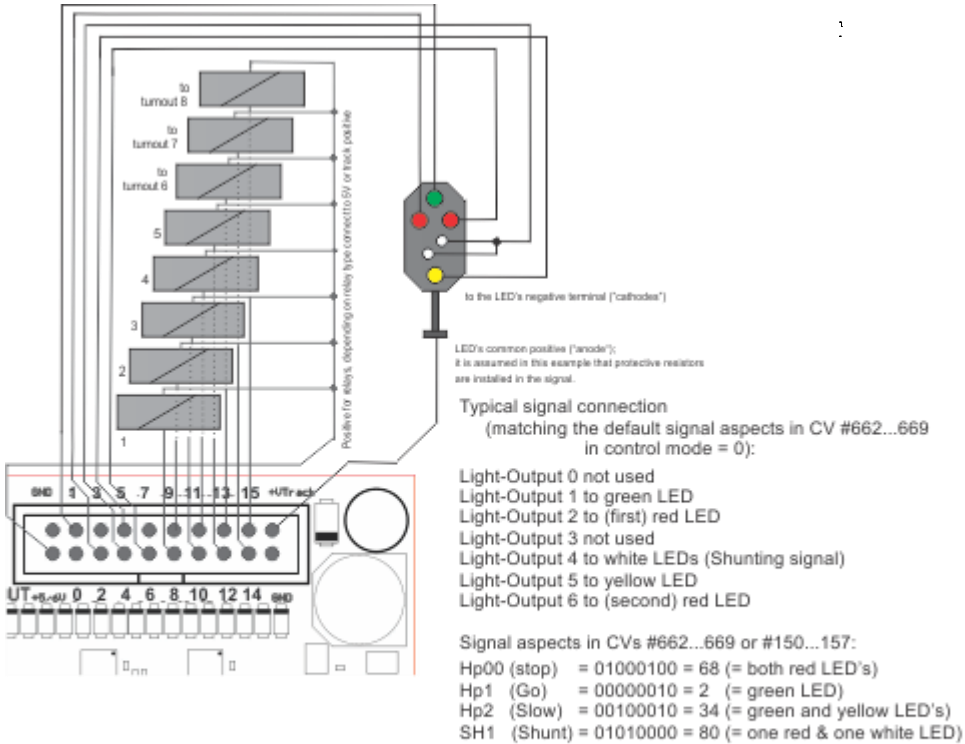 to
turnout 8
to
turnout 7
to
turnout 6
5
4
3
2
1
Positive for relays, depending on relay type connect to 5V or track positive
to the LED's negative terminal ("cathodes")
LED's common positive ("anode");
it is assumed in this example that protective resistors
are installed in the signal.
Typical signal connection
(matching the default signal aspects in CV #662...669
in control mode = 0):
Light-Output 0 not used
Light-Output 1 to green LED
Light-Output 2 to (first) red LED
Light-Output 3 not used
Light-Output 4 to white LEDs (Shunting signal)
Light-Output 5 to yellow LED
Light-Output 6 to (second) red LED
Signal aspects in CVs #662...669 or #150...157:
Hp00 (stop) = 01000100 = 68 (= both red LED's)
Hp1 (Go) = 00000010 = 2 (= green LED)
Hp2 (Slow) = 00100010 = 34 (= green and yellow LED's)
SH1 (Shunt) = 01010000 = 80 (= one red & one white LED)
GND 1 3 5 7 9 11 13 15 +UTrack
UT +5.-6U 0 2 4 6 8 10 12 14 GND